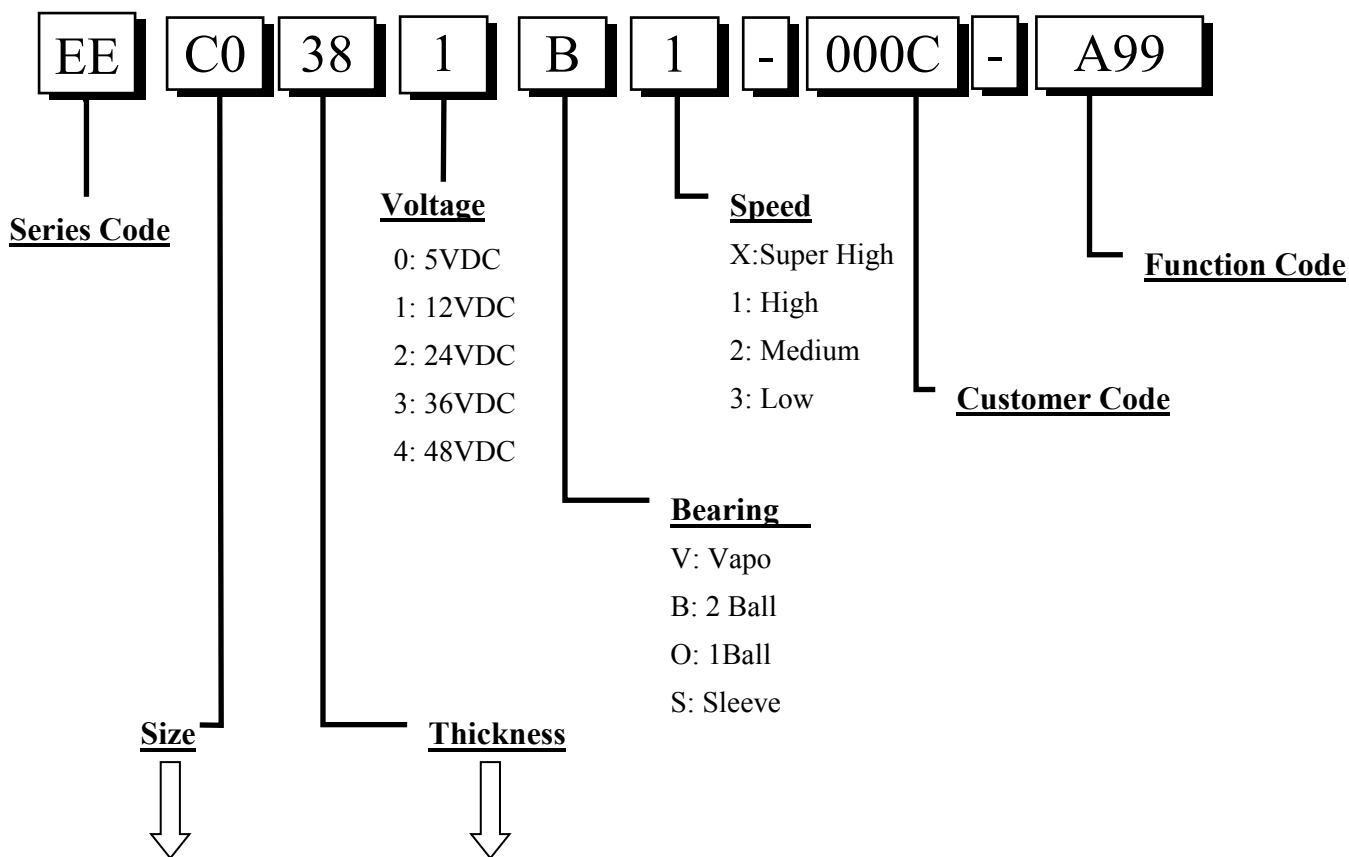 EE C0 38 1 B 1 - 000C - A99
Series Code
Voltage
0: 5VDC
1: 12VDC
2: 24VDC
3: 36VDC
4: 48VDC
Speed
X:Super High
1: High
2: Medium
3: Low
Function Code
Customer Code
Bearing
V: Vapo
B: 2 Ball
O: 1Ball
S: Sleeve
Size
Thickness